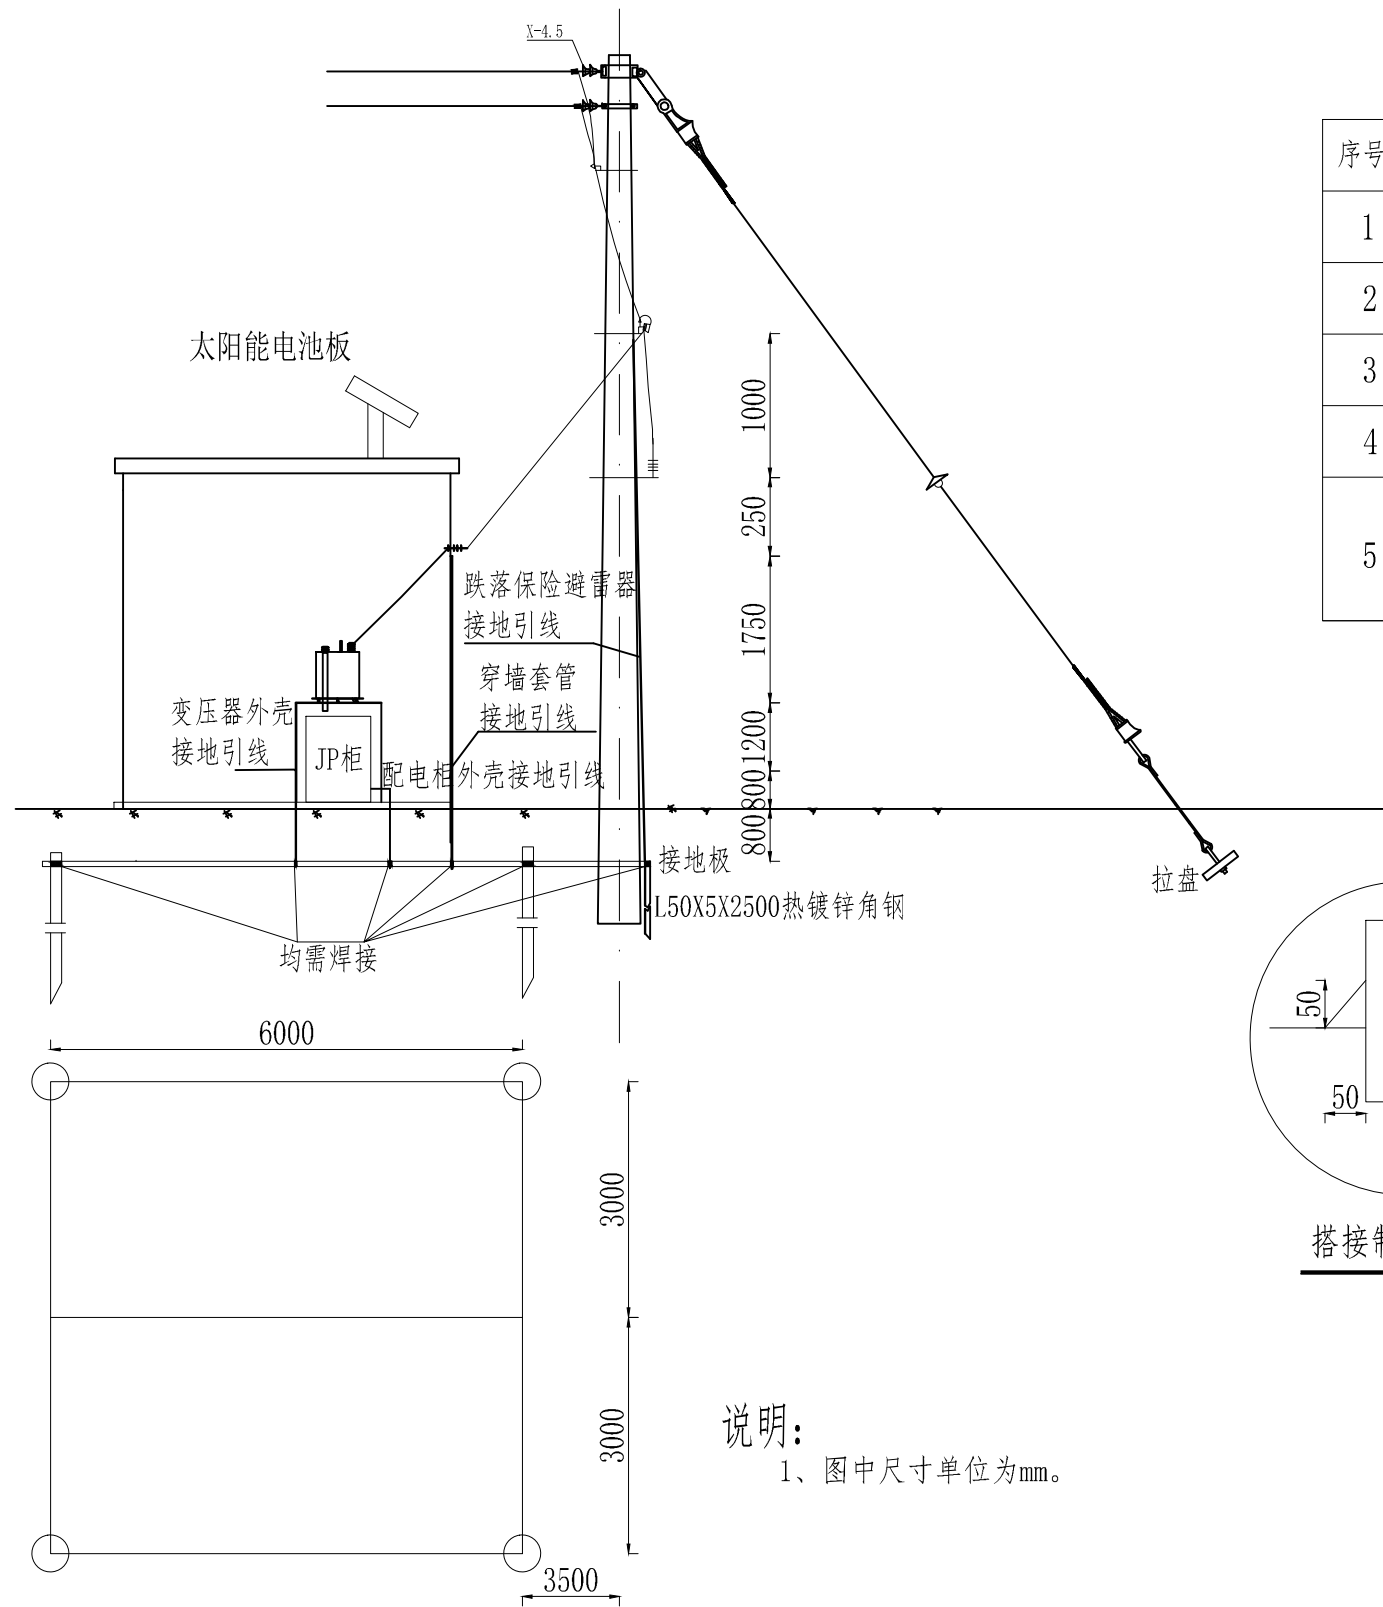 X-4.5
序号
1
2
3
4
5
太阳能电池板
1000
250
1750
1200
800
800
跌落保险避雷器
接地引线
穿墙套管
接地引线
变压器外壳
接地引线
JP柜
配电柜外壳接地引线
接地极
L50X5X2500热镀锌角钢
拉盘
均需焊接
6000
3000
3000
3500
50
50
搭接
说明:
1、图中尺寸单位为mm。